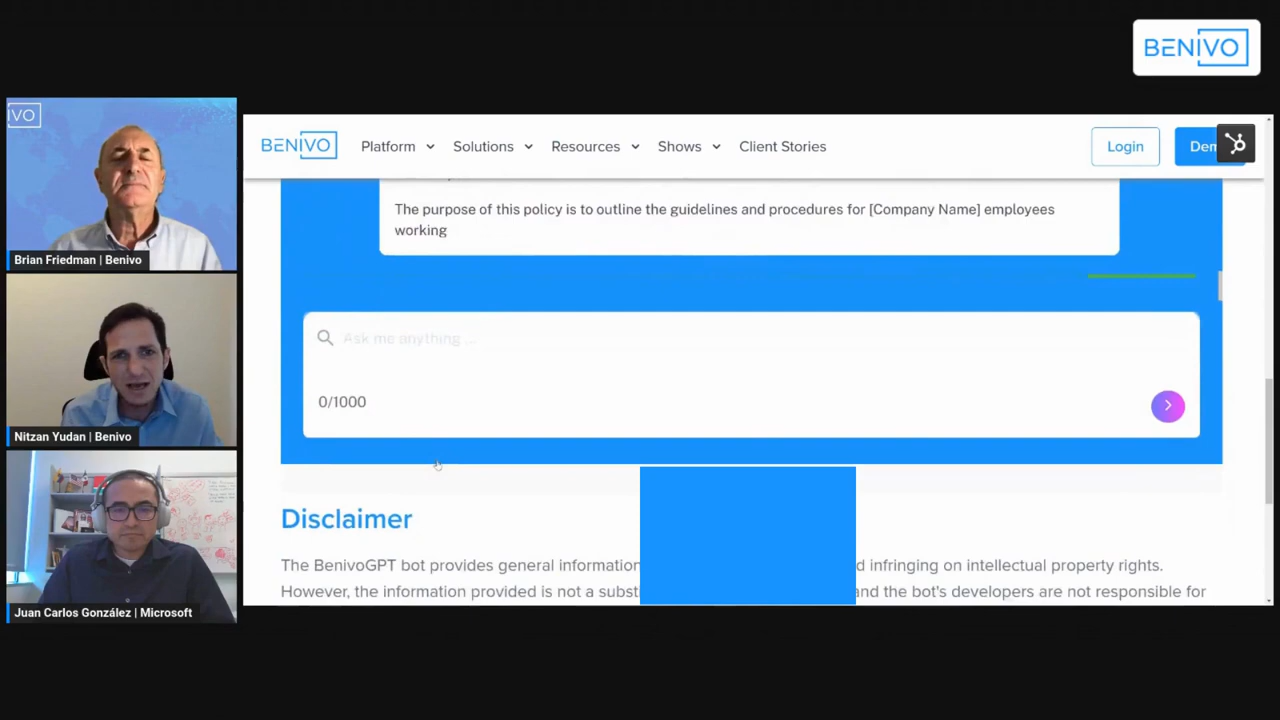 BENIVO
IVO
Brian Friedman | Benivo
Nitzan Yudan | Benivo
Juan Carlos González | Microsoft
BENIVO Platform Solutions Resources Shows Client Stories Login Dem
The purpose of this policy is to outline the guidelines and procedures for [Company Name] employees
working
Ask me anything ...
0/1000
Disclaimer
The BenivoGPT bot provides general information
d infringing on intellectual property rights.
However, the information provided is not a subst
and the bot's developers are not responsible for